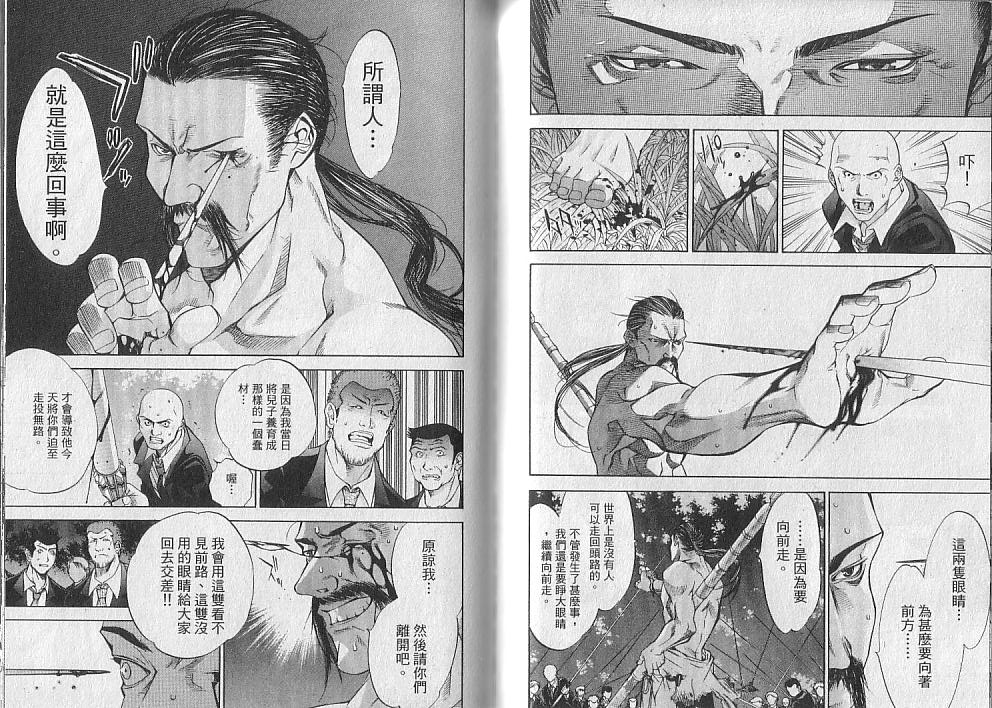 吓！
這兩隻眼睛…
為甚麼要向著
前方……
……是因為要
向前走。
世界上是沒有人
可以走回頭路的。
不管發生了甚麼事，
我們還是要睜大眼睛
，繼續向前走。
所謂人…
就是這麼回事啊。
是因為我當日
將兒子養育成
那樣的一個蠢
材…
喔…
才會導致他今
天將你們迫至
走投無路。
原諒我…
然後請你們
離開吧。
我會用這雙看不
見前路、這雙沒
用的眼睛給大家
回去交差!!